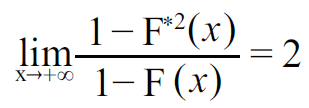 lim x→+∞ (1 − F*²(x)) / (1 − F (x)) = 2